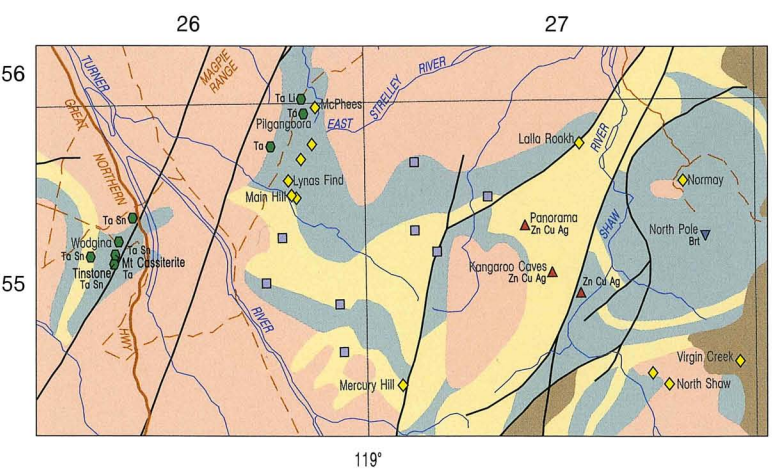 26
27
56
55
TURNER
GREAT
NORTHERN
HWY
MAGPIE
RANGE
RIVER
STRELLEY
EAST
Ta Li
McPhees
Ta
Pilgangoora
Ta
Lynas Find
Main Hill
Lalla Rookh
RIVER
SHAW
Normay
North Pole
Brt
Panorama
Zn Cu Ag
Kangaroo Caves
Zn Cu Ag
Zn Cu Ag
Ta Sn
Wodgina
Ta Sn
Ta Sn
Mt Cassiterite
Tinstone
Ta
Ta Sn
RIVER
Mercury Hill
Virgin Creek
North Shaw
119°